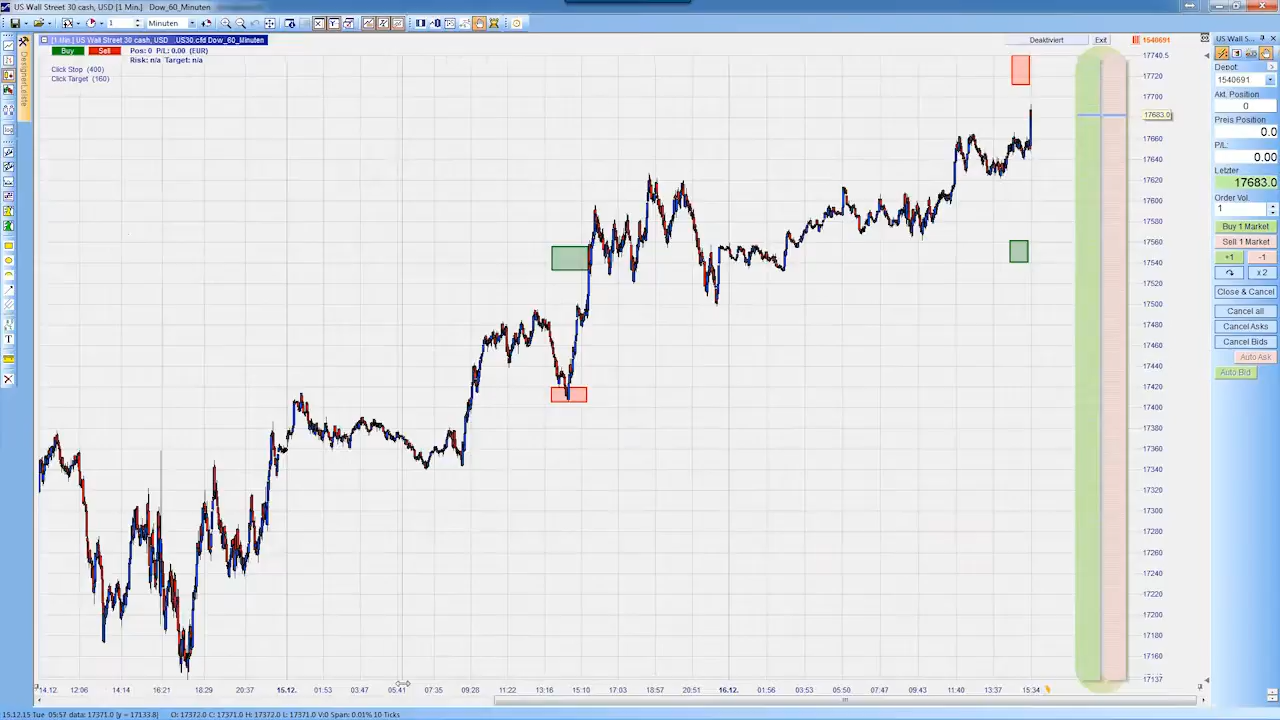 US Wall Street 30 cash, USD [1 Min.] Dow_60_Minuten
1 Minuten
[1 Min.] US Wall Street 30 cash, USD US30.cfd Dow_60_Minuten
Deaktiviert Exit 1540691
Buy Sell Pos: 0 P/L: 0.00 (EUR)
Risk: n/a Target: n/a
Click Stop (400)
Click Target (160)
DesignerLeiste
17740.5
17720
17700
17683.0
17660
17640
17620
17600
17580
17560
17540
17520
17500
17480
17460
17440
17420
17400
17380
17360
17340
17320
17300
17280
17260
17240
17220
17200
17180
17160
17137
14.12. 12:06 14:14 16:21 18:29 20:37 15.12. 01:53 03:47 05:41 07:35 09:20 11:22 13:16 15:10 17:03 18:57 20:51 16.12. 01:56 03:53 05:50 07:47 09:43 11:40 13:37 15:34
US Wall S...
Depot:
1540691
Akt. Position
0
Preis Position
0.0
P/L:
0.00
Letzter
17683.0
Order Vol.
1
Buy 1 Market
Sell 1 Market
+1 -1
x 2
Close & Cancel
Cancel all
Cancel Asks
Cancel Bids
Auto Ask
Auto Bid
15.12.15 Tue 05:57 data: 17371.0 [y = 17133.8] O: 17372.0 C: 17371.0 H: 17372.0 L: 17371.0 V:0 Span: 0.01% 10 Ticks